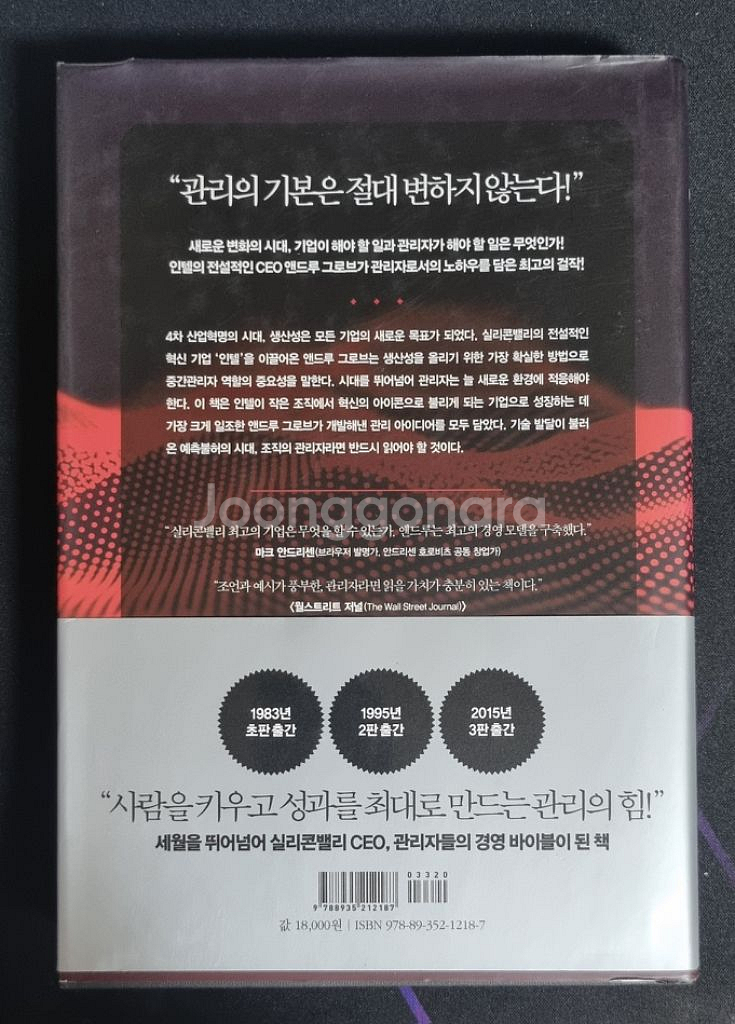 “관리의 기본은 절대 변하지 않는다!”
새로운 변화의 시대, 기업이 해야 할 일과 관리자가 해야 할 일은 무엇인가!
인텔의 전설적인 CEO 앤드루 그로브가 관리자로서의 노하우를 담은 최고의 걸작!
4차 산업혁명의 시대, 생산성은 모든 기업의 새로운 목표가 되었다. 실리콘밸리의 전설적인
혁신 기업 ‘인텔’을 이끌어온 앤드루 그로브는 생산성을 올리기 위한 가장 확실한 방법으로
중간관리자 역할의 중요성을 말한다. 시대를 뛰어넘어 관리자는 늘 새로운 환경에 적응해야
한다. 이 책은 인텔이 작은 조직에서 혁신의 아이콘으로 불리게 되는 기업으로 성장하는 데
가장 크게 일조한 앤드루 그로브가 개발해낸 관리 아이디어를 모두 담았다. 기술 발달이 불러
온 예측불허의 시대, 조직의 관리자라면 반드시 읽어야 할 것이다.
Joonggonara
“실리콘밸리 최고의 기업은 무엇을 할 수 있는가. 앤드루는 최고의 경영 모델을 구축했다.”
마크 안드리센(브라우저 발명가, 안드리센 호로비츠 공동 창업가)
“조언과 예시가 풍부한, 관리자라면 읽을 가치가 충분히 있는 책이다.”
〈월스트리트 저널(The Wall Street Journal)〉
1983년
초판 출간
1995년
2판 출간
2015년
3판 출간
“사람을 키우고 성과를 최대로 만드는 관리의 힘!”
세월을 뛰어넘어 실리콘밸리 CEO, 관리자들의 경영 바이블이 된 책
03320
9 788935 212187
값 18,000원 | ISBN 978-89-352-1218-7